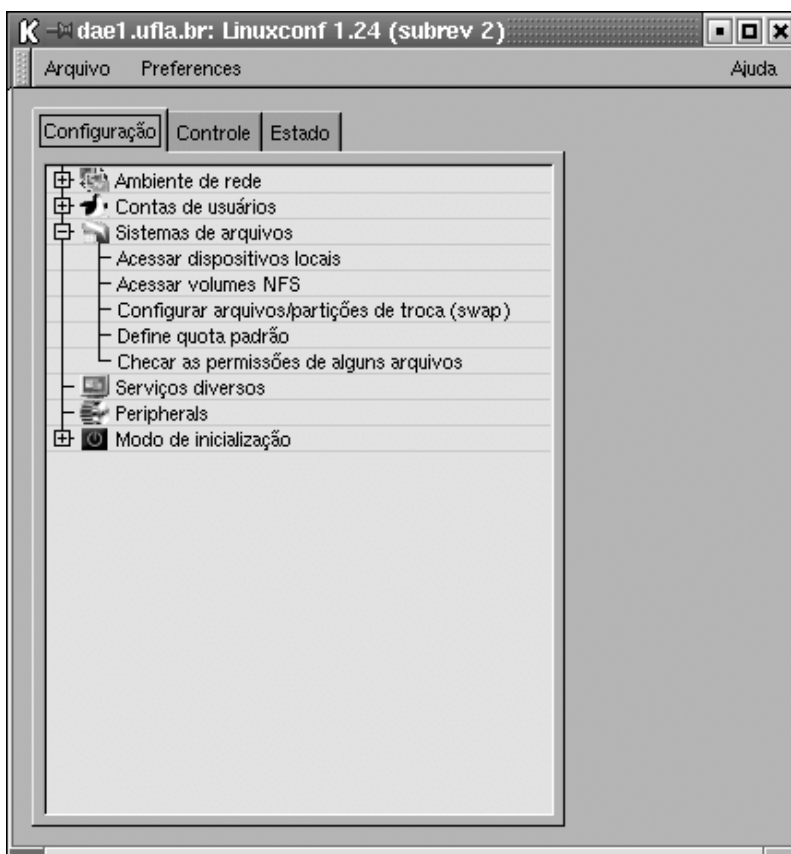 dae1.ufla.br: Linuxconf 1.24 (subrev 2)
Arquivo Preferences Ajuda
Configuração Controle Estado
Ambiente de rede
Contas de usuários
Sistemas de arquivos
Acessar dispositivos locais
Acessar volumes NFS
Configurar arquivos/partições de troca (swap)
Define quota padrão
Checar as permissões de alguns arquivos
Serviços diversos
Peripherals
Modo de inicialização